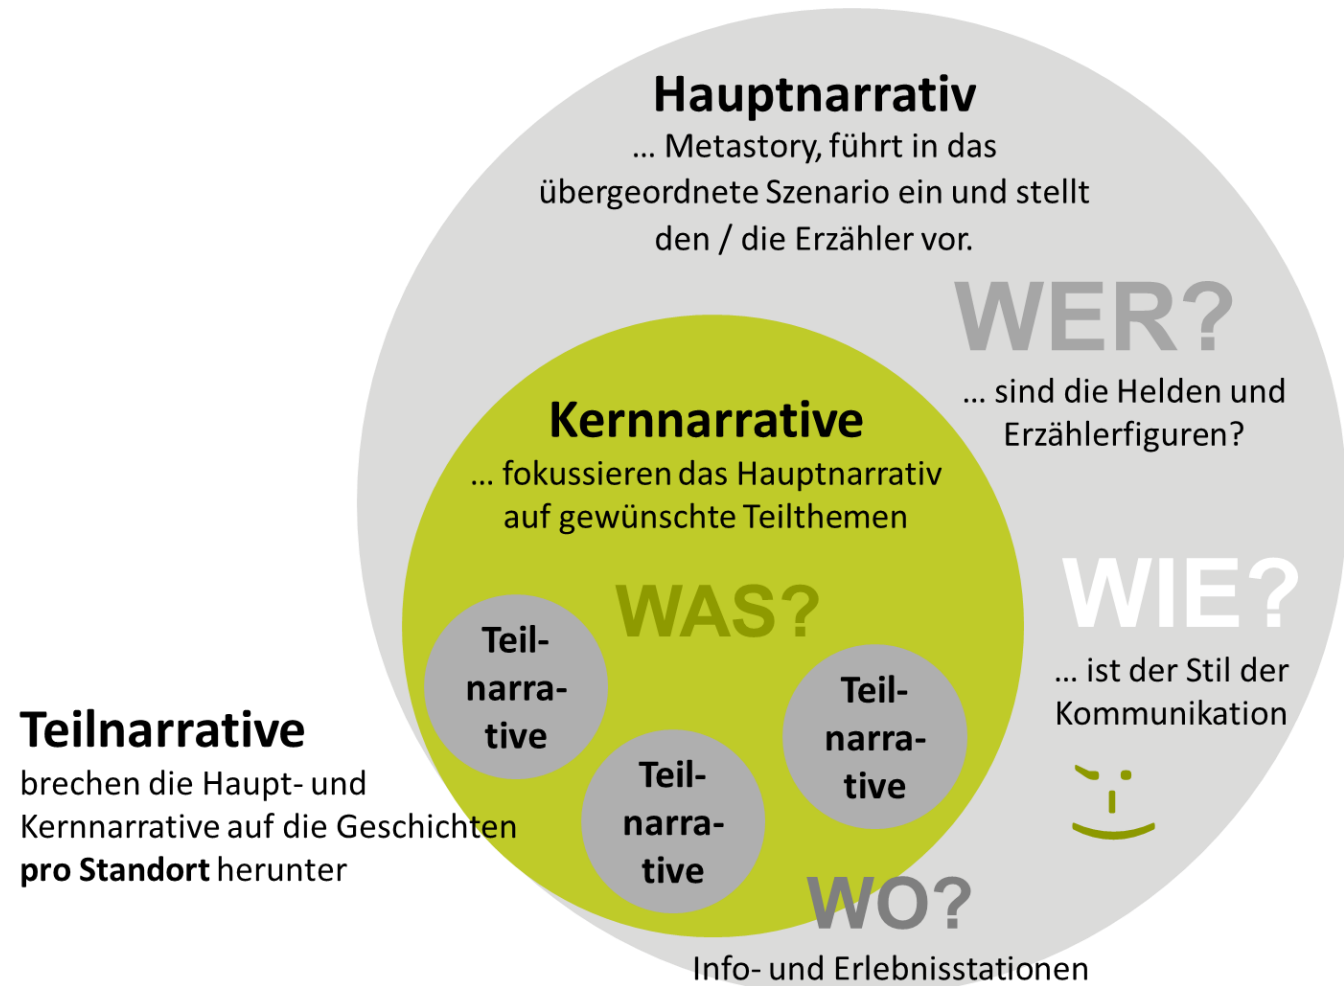 Hauptnarrativ
... Metastory, führt in das
übergeordnete Szenario ein und stellt
den / die Erzähler vor.
WER?
... sind die Helden und
Erzählerfiguren?
Kernnarrative
... fokussieren das Hauptnarrativ
auf gewünschte Teilthemen
WAS?
WIE?
... ist der Stil der
Kommunikation
Teil-
narra-
tive
Teil-
narra-
tive
Teil-
narra-
tive
Teilnarrative
brechen die Haupt- und
Kernnarrative auf die Geschichten
pro Standort herunter
WO?
Info- und Erlebnisstationen